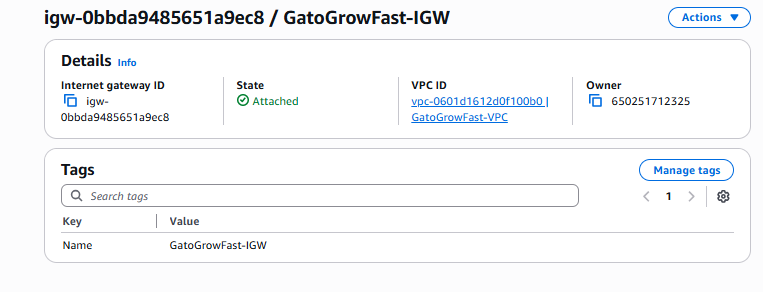 igw-0bbda9485651a9ec8 / GatoGrowFast-IGW
Actions
Details Info
Internet gateway ID
igw-
0bbda9485651a9ec8
State
Attached
VPC ID
vpc-0601d1612d0f100b0 |
GatoGrowFast-VPC
Owner
650251712325
Tags
Manage tags
Search tags
1
Key Value
Name GatoGrowFast-IGW